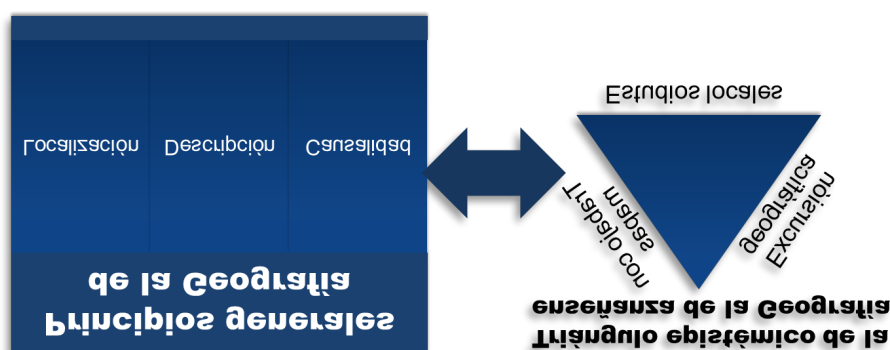 Principios generales
de la Geografía
Localización
Descripción
Causalidad
Triángulo epistémico de la
enseñanza de la Geografía
Trabajo con
mapas
Excursión
geográfica
Estudios locales